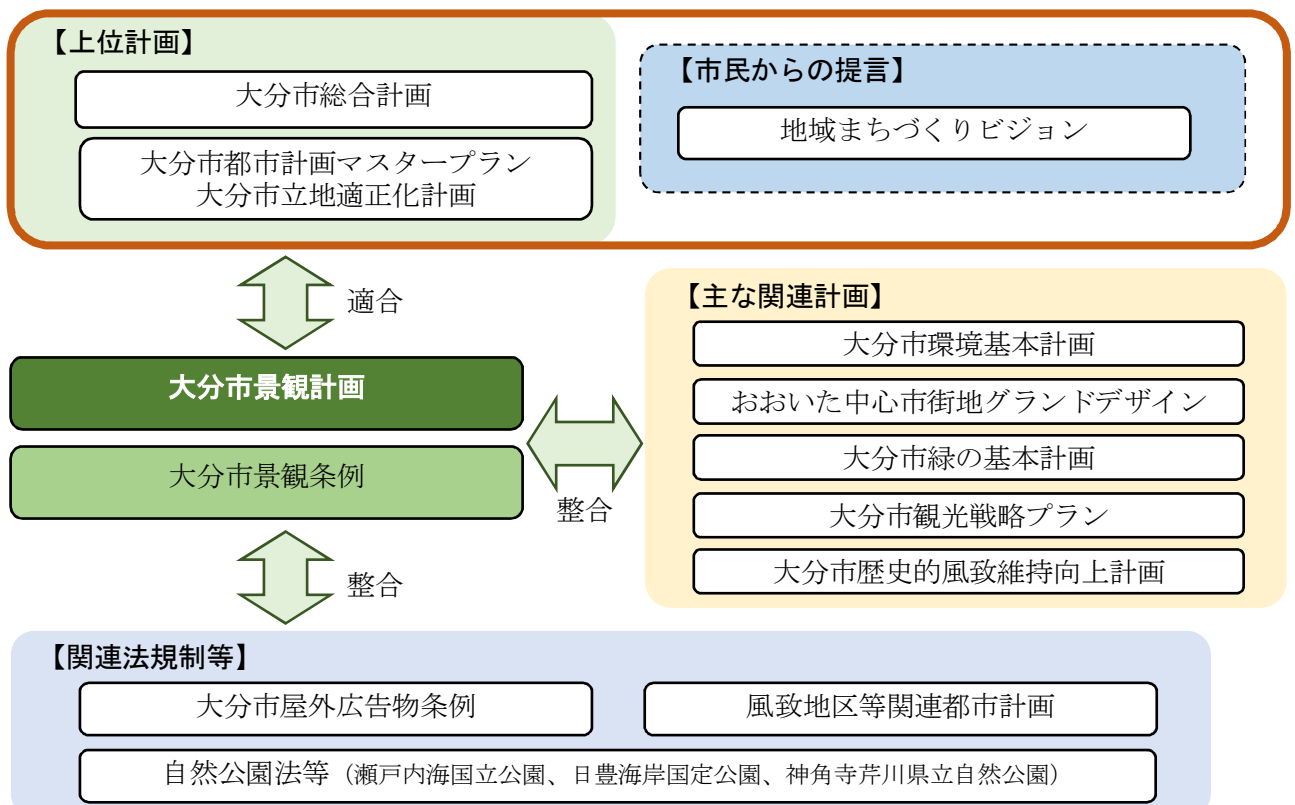 【上位計画】
大分市総合計画
大分市都市計画マスタープラン
大分市立地適正化計画
【市民からの提言】
地域まちづくりビジョン
適合
大分市景観計画
大分市景観条例
整合
【主な関連計画】
大分市環境基本計画
おおいた中心市街地グランドデザイン
大分市緑の基本計画
大分市観光戦略プラン
大分市歴史的風致維持向上計画
整合
【関連法規制等】
大分市屋外広告物条例
風致地区等関連都市計画
自然公園法等（瀬戸内海国立公園、日豊海岸国定公園、神角寺芹川県立自然公園）